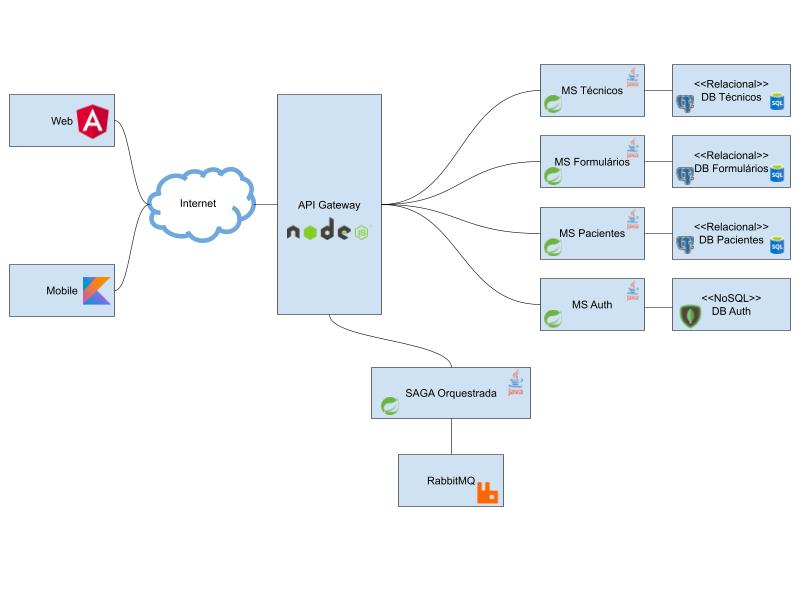 Web
Mobile
Internet
API Gateway
node
JS
MS Técnicos
Java
<<Relacional>>
DB Técnicos
SQL
MS Formulários
Java
<<Relacional>>
DB Formulários
SQL
MS Pacientes
Java
<<Relacional>>
DB Pacientes
SQL
MS Auth
Java
<<NoSQL>>
DB Auth
SAGA Orquestrada
Java
RabbitMQ